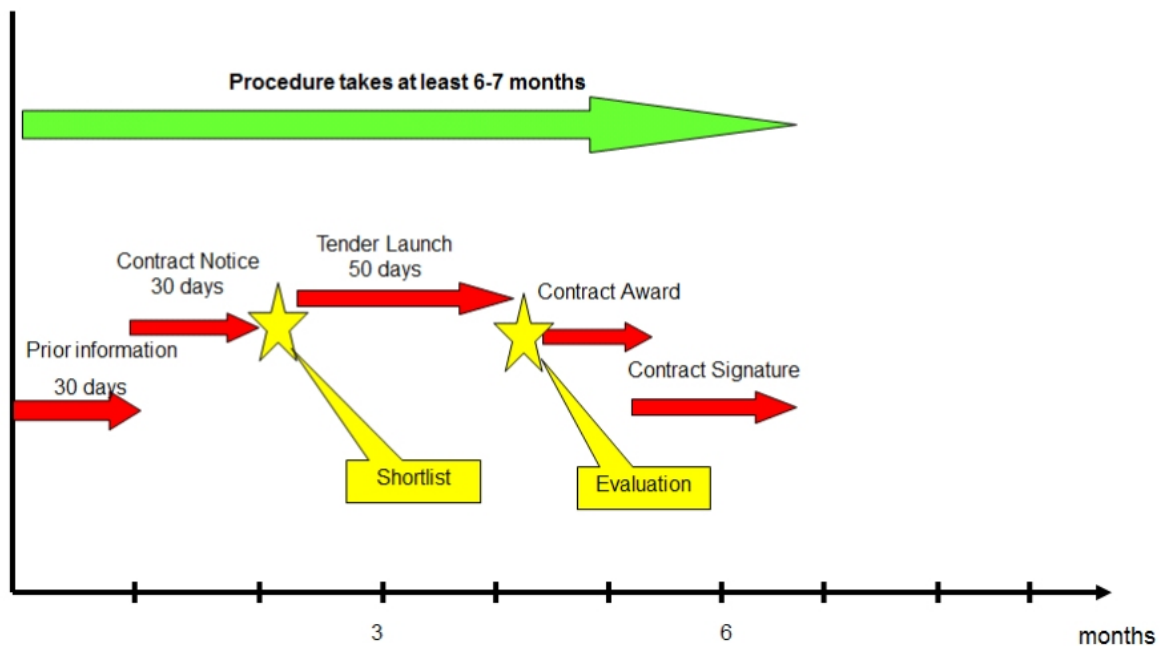 Procedure takes at least 6-7 months
Tender Launch
50 days
Contract Notice
30 days
Contract Award
Prior information
30 days
Contract Signature
Shortlist
Evaluation
3
6
months